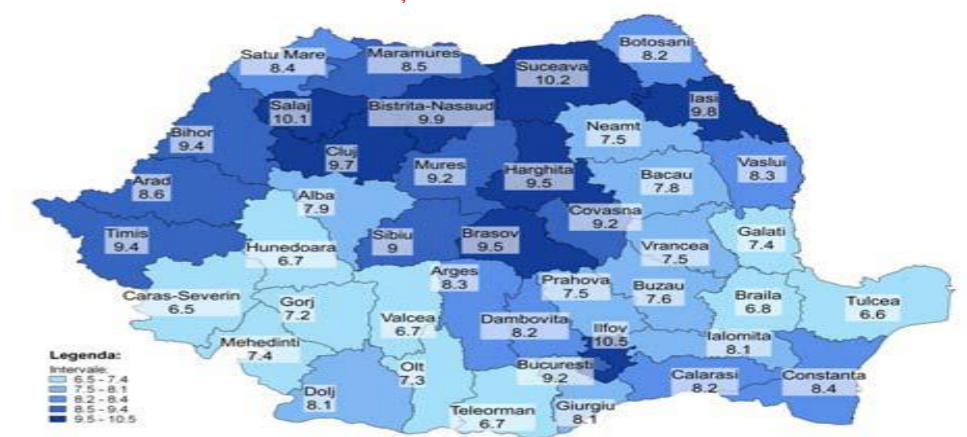 Botosani
8.2
Satu Mare
8.4
Maramures
8.5
Suceava
10.2
Salaj
10.1
Bistrita-Nasaud
9.9
Iasi
9.8
Neamt
7.5
Bihor
9.4
Cluj
9.7
Mures
9.2
Harghita
9.5
Vaslui
8.3
Bacau
7.8
Arad
8.6
Alba
7.9
Covasna
9.2
Timis
9.4
Hunedoara
6.7
Sibiu
9
Brasov
9.5
Vrancea
7.5
Galati
7.4
Arges
8.3
Prahova
7.5
Buzau
7.6
Caras-Severin
6.5
Gorj
7.2
Valcea
6.7
Dambovita
8.2
Braila
6.8
Tulcea
6.6
Ilfov
10.5
Mehedinti
7.4
Ialomita
8.1
Olt
7.3
Bucuresti
9.2
Calarasi
8.2
Constanta
8.4
Dolj
8.1
Teleorman
6.7
Giurgiu
8.1
Legenda:
Intervale:
6.5 - 7.4
7.5 - 8.1
8.2 - 8.4
8.5 - 9.4
9.5 - 10.5